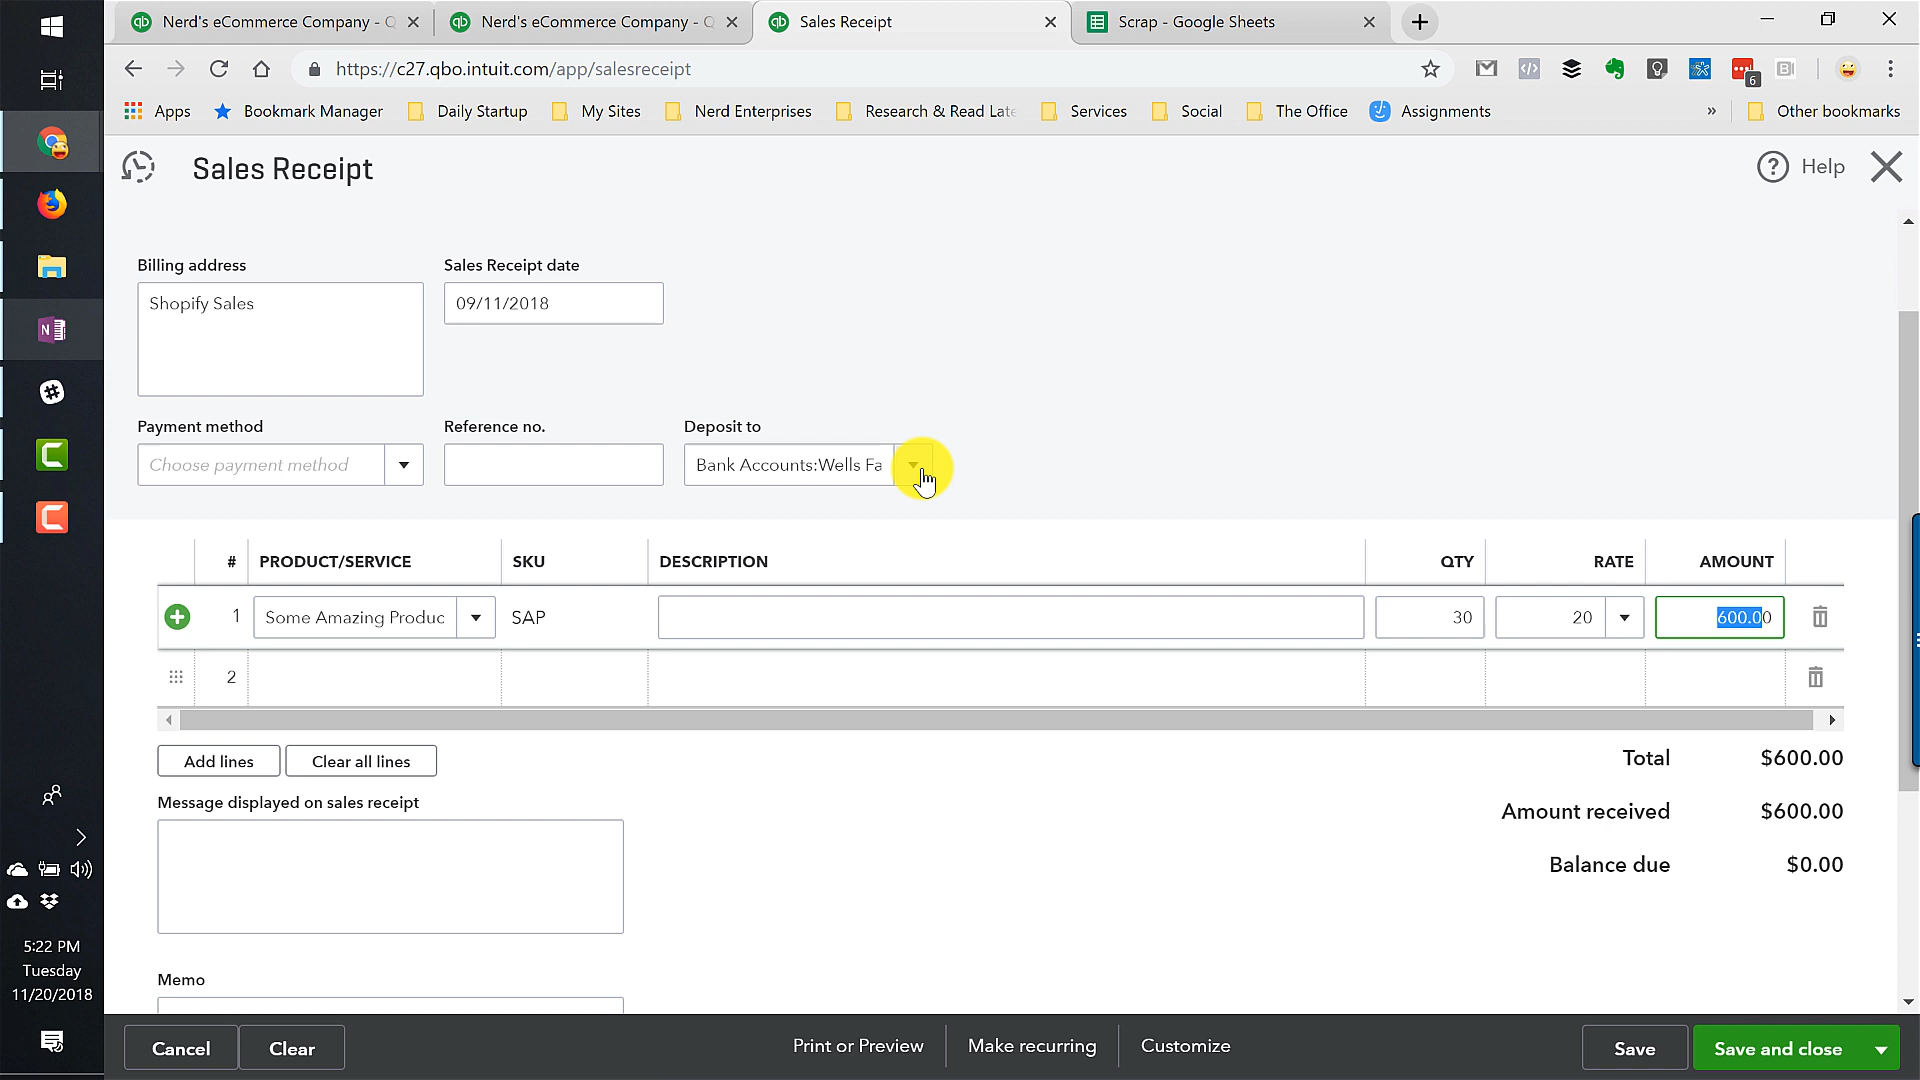 Nerd's eCommerce Company - Q
Nerd's eCommerce Company - Q
Sales Receipt
Scrap - Google Sheets
https://c27.qbo.intuit.com/app/salesreceipt
6
Apps
Bookmark Manager
Daily Startup
My Sites
Nerd Enterprises
Research & Read Late
Services
Social
The Office
Assignments
»
Other bookmarks
Sales Receipt
Help
Billing address
Sales Receipt date
Shopify Sales
09/11/2018
Payment method
Reference no.
Deposit to
Choose payment method
Bank Accounts:Wells Fa
# PRODUCT/SERVICE SKU DESCRIPTION QTY RATE AMOUNT
1 Some Amazing Produc SAP 30 20 600.00
2
Add lines
Clear all lines
Total $600.00
Message displayed on sales receipt
Amount received $600.00
Balance due $0.00
Memo
5:22 PM
Tuesday
11/20/2018
Cancel
Clear
Print or Preview
Make recurring
Customize
Save
Save and close